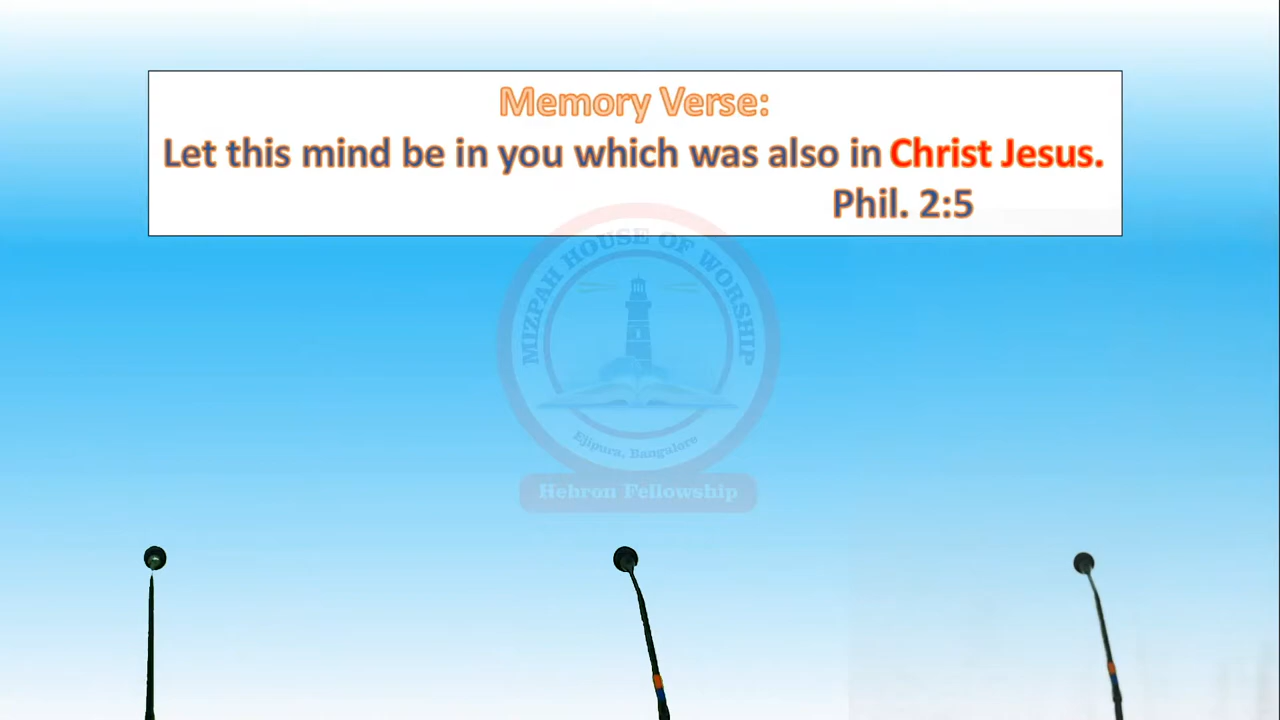 Memory Verse:
Let this mind be in you which was also in Christ Jesus.
Phil. 2:5
MIZPAH HOUSE OF WORSHIP
Ejipura, Bangalore
Hebron Fellowship